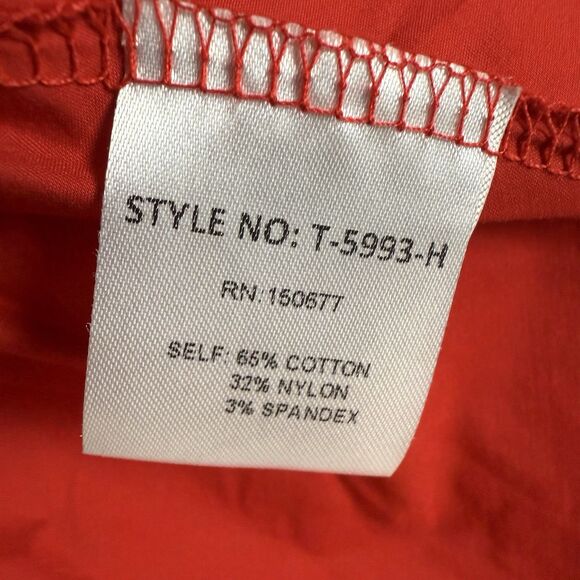 STYLE NO: T-5993-H
RN: 150677
SELF: 65% COTTON
32% NYLON
3% SPANDEX